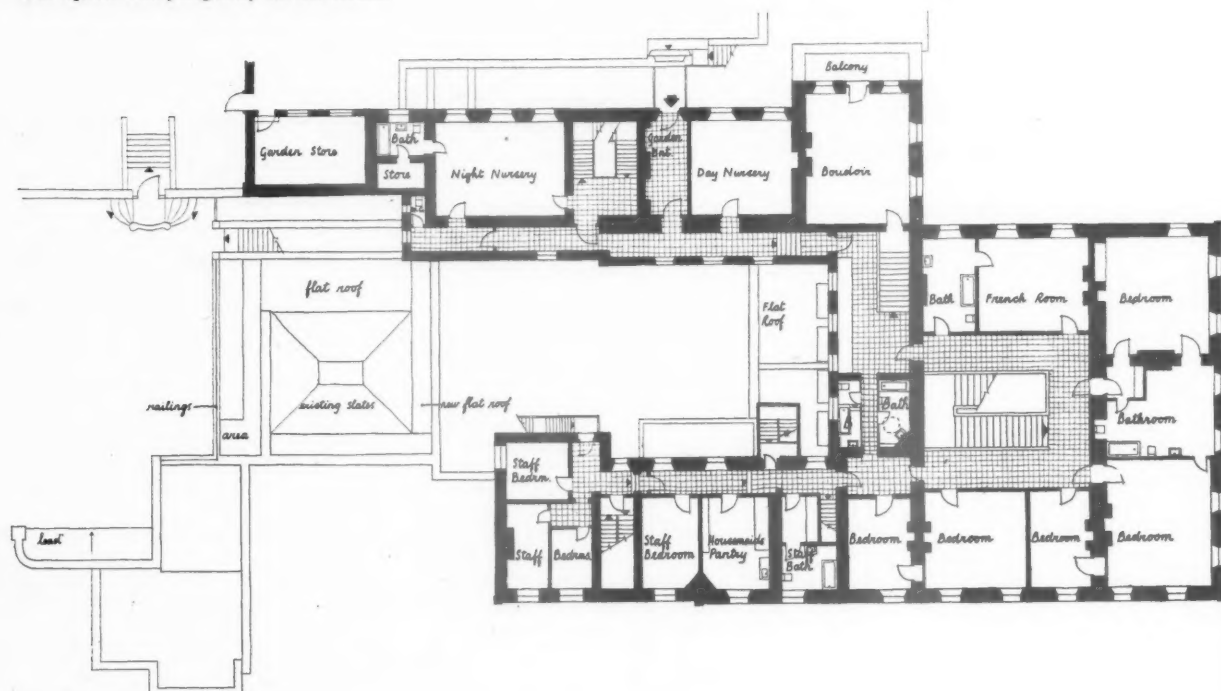 Balcony
Garden Store
Bath
Store
Night Nursery
Garden
Ent.
Day Nursery
Boudoir
W.C.
flat roof
Flat
Roof
Bath
French Room
Bedroom
railings
existing slates
new flat roof
area
Bath
Bathroom
Staff
Bedrm.
Staff
Bedrms
Staff
Bedroom
Housemaids
Pantry
Staff
Bath
Bedroom
Bedroom
Bedroom
Bedroom